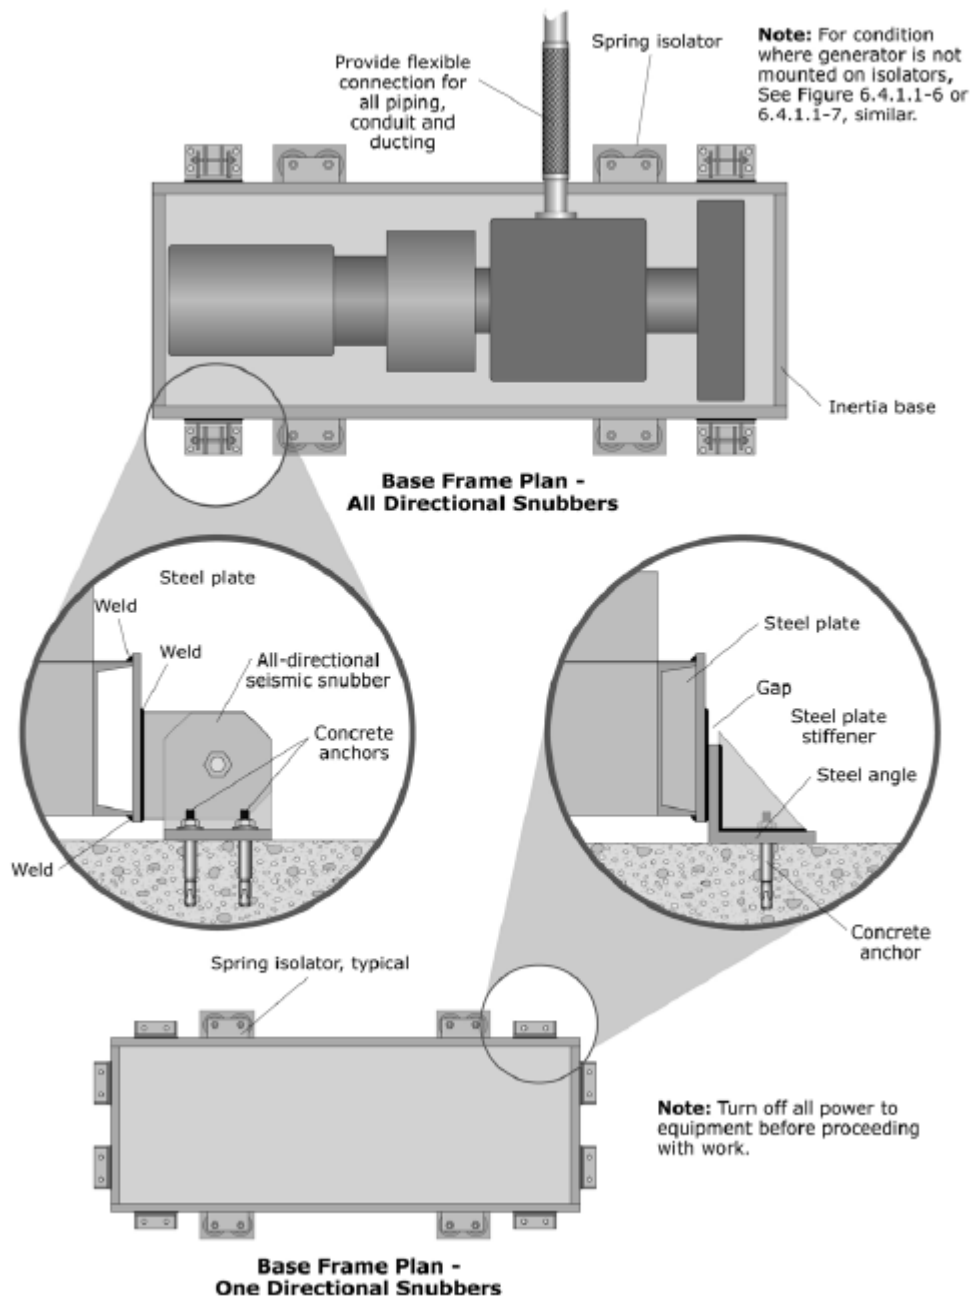 Spring isolator
Provide flexible
connection for
all piping,
conduit and
ducting
Note: For condition
where generator is not
mounted on isolators,
See Figure 6.4.1.1-6 or
6.4.1.1-7, similar.
Inertia base
Base Frame Plan -
All Directional Snubbers
Steel plate
Weld
Weld
All-directional
seismic snubber
Concrete
anchors
Weld
Steel plate
Gap
Steel plate
stiffener
Steel angle
Concrete
anchor
Spring isolator, typical
Note: Turn off all power to
equipment before proceeding
with work.
Base Frame Plan -
One Directional Snubbers